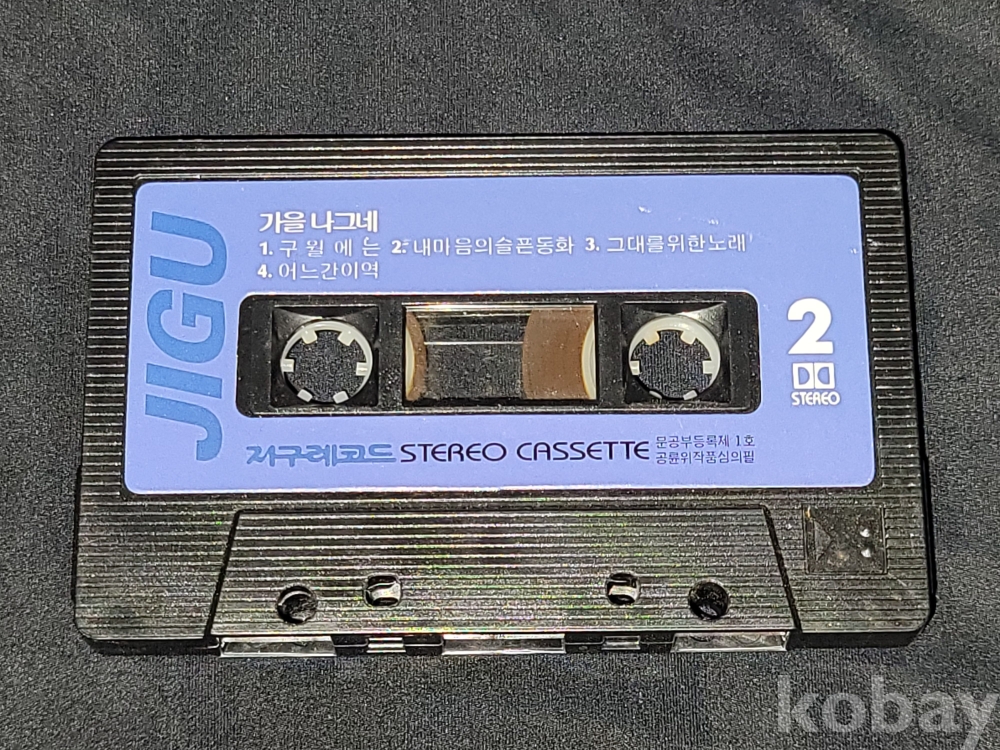 JIGU
가을 나그네
1. 구 월 에 는 2. 내마음의슬픈동화 3. 그대를위한노래
4. 어느간이역
2
STEREO
지구레코드 STEREO CASSETTE 문공부등록제 1호
공륜위작품심의필
kobay